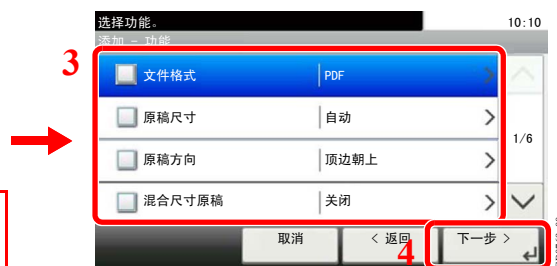 选择功能。 10:10
添加 - 功能
3
文件格式 PDF
原稿尺寸 自动
1/6
原稿方向 顶边朝上
混合尺寸原稿 关闭
取消 < 返回 下一步 >
4